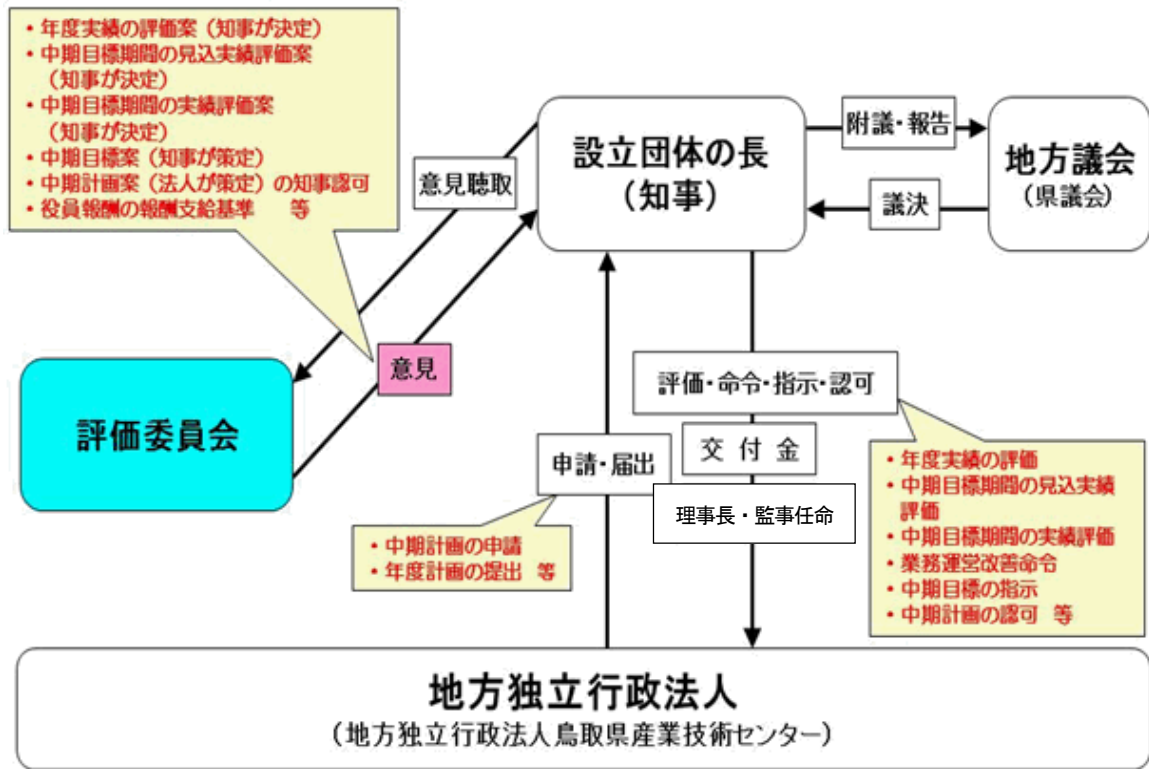 ・年度実績の評価案（知事が決定）
・中期目標期間の見込実績評価案
（知事が決定）
・中期目標期間の実績評価案
（知事が決定）
・中期目標案（知事が策定）
・中期計画案（法人が策定）の知事認可
・役員報酬の報酬支給基準　等
意見聴取
設立団体の長
（知事）
附議・報告
議決
地方議会
（県議会）
評価委員会
意見
申請・届出
・中期計画の申請
・年度計画の提出　等
評価・命令・指示・認可
交 付 金
理事長・監事任命
・年度実績の評価
・中期目標期間の見込実績
評価
・中期目標期間の実績評価
・業務運営改善命令
・中期目標の指示
・中期計画の認可　等
地方独立行政法人
（地方独立行政法人鳥取県産業技術センター）